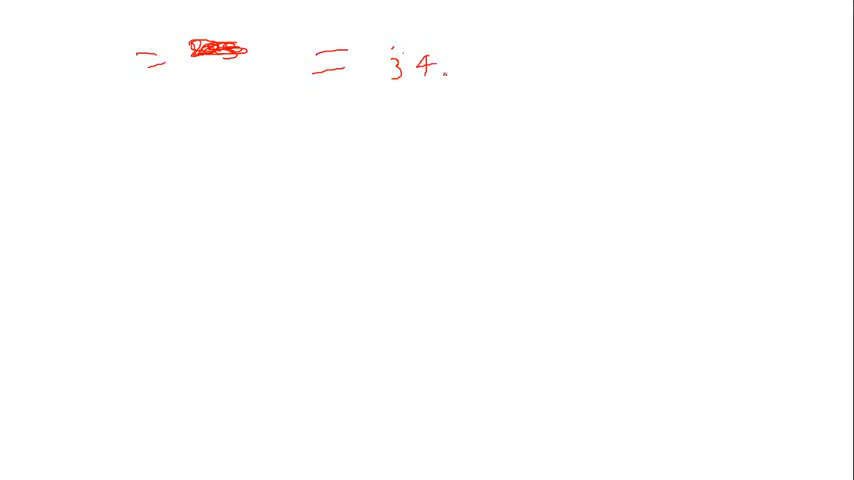 = = 34.